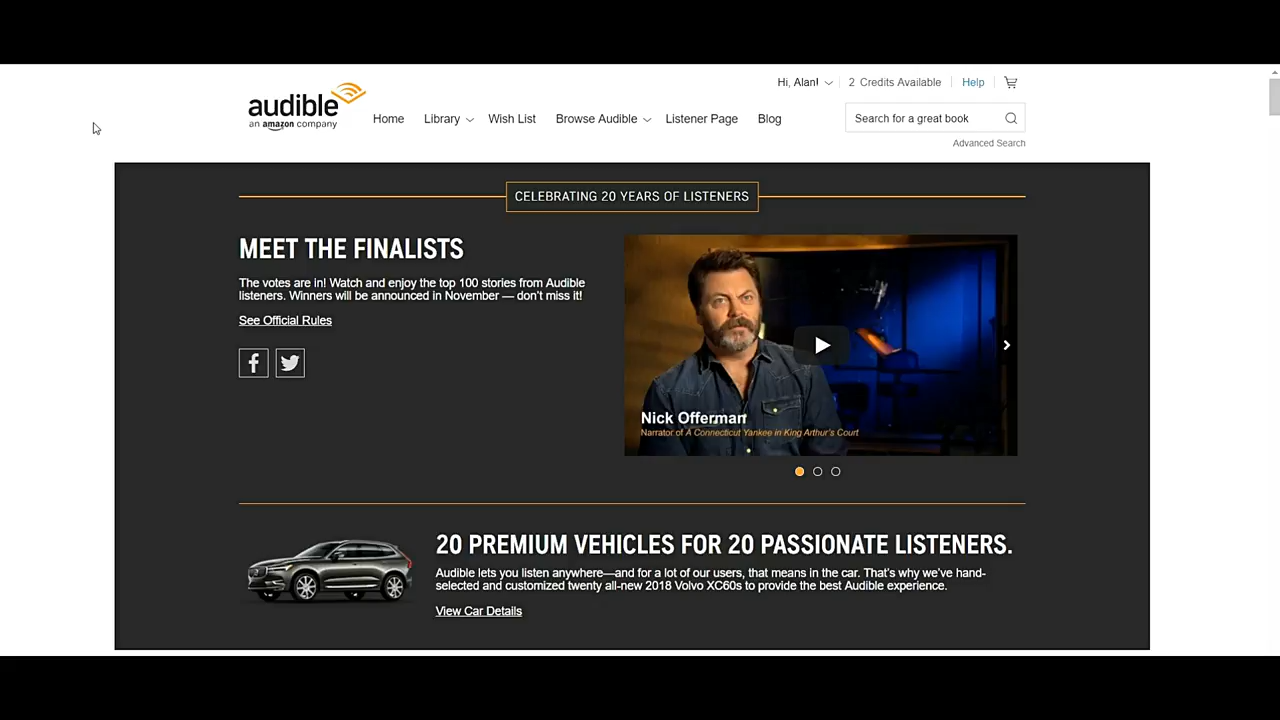 Hi, Alan!
2 Credits Available
Help
audible
an amazon company
Home
Library
Wish List
Browse Audible
Listener Page
Blog
Search for a great book
Advanced Search
CELEBRATING 20 YEARS OF LISTENERS
MEET THE FINALISTS
The votes are in! Watch and enjoy the top 100 stories from Audible
listeners. Winners will be announced in November — don't miss it!
See Official Rules
Nick Offerman
Narrator of A Connecticut Yankee in King Arthur's Court
20 PREMIUM VEHICLES FOR 20 PASSIONATE LISTENERS.
Audible lets you listen anywhere—and for a lot of our users, that means in the car. That's why we've hand-
selected and customized twenty all-new 2018 Volvo XC60s to provide the best Audible experience.
View Car Details